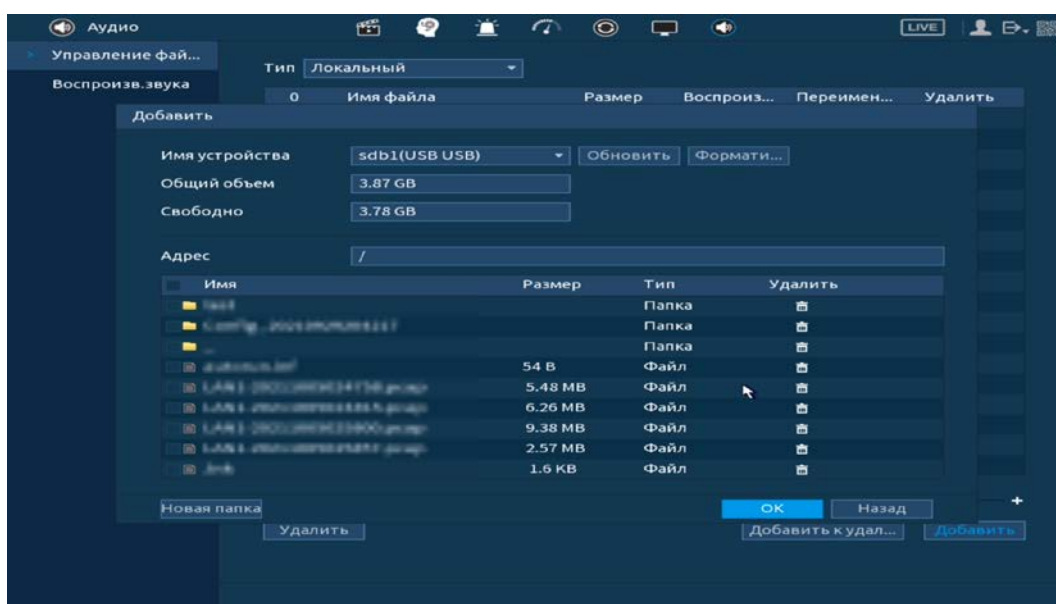 Аудио LIVE
Управление фай...
Тип Локальный
Воспроизв.звука
0 Имя файла Размер Воспроиз... Переимен... Удалить
Добавить
Имя устройства sdb1(USB USB) Обновить Формати...
Общий объем 3.87 GB
Свободно 3.78 GB
Адрес /
Имя Размер Тип Удалить
Папка
Папка
Папка
54 B Файл
5.48 MB Файл
6.26 MB Файл
9.38 MB Файл
2.57 MB Файл
1.6 KB Файл
Новая папка OK Назад
Удалить Добавить к удал... Добавить